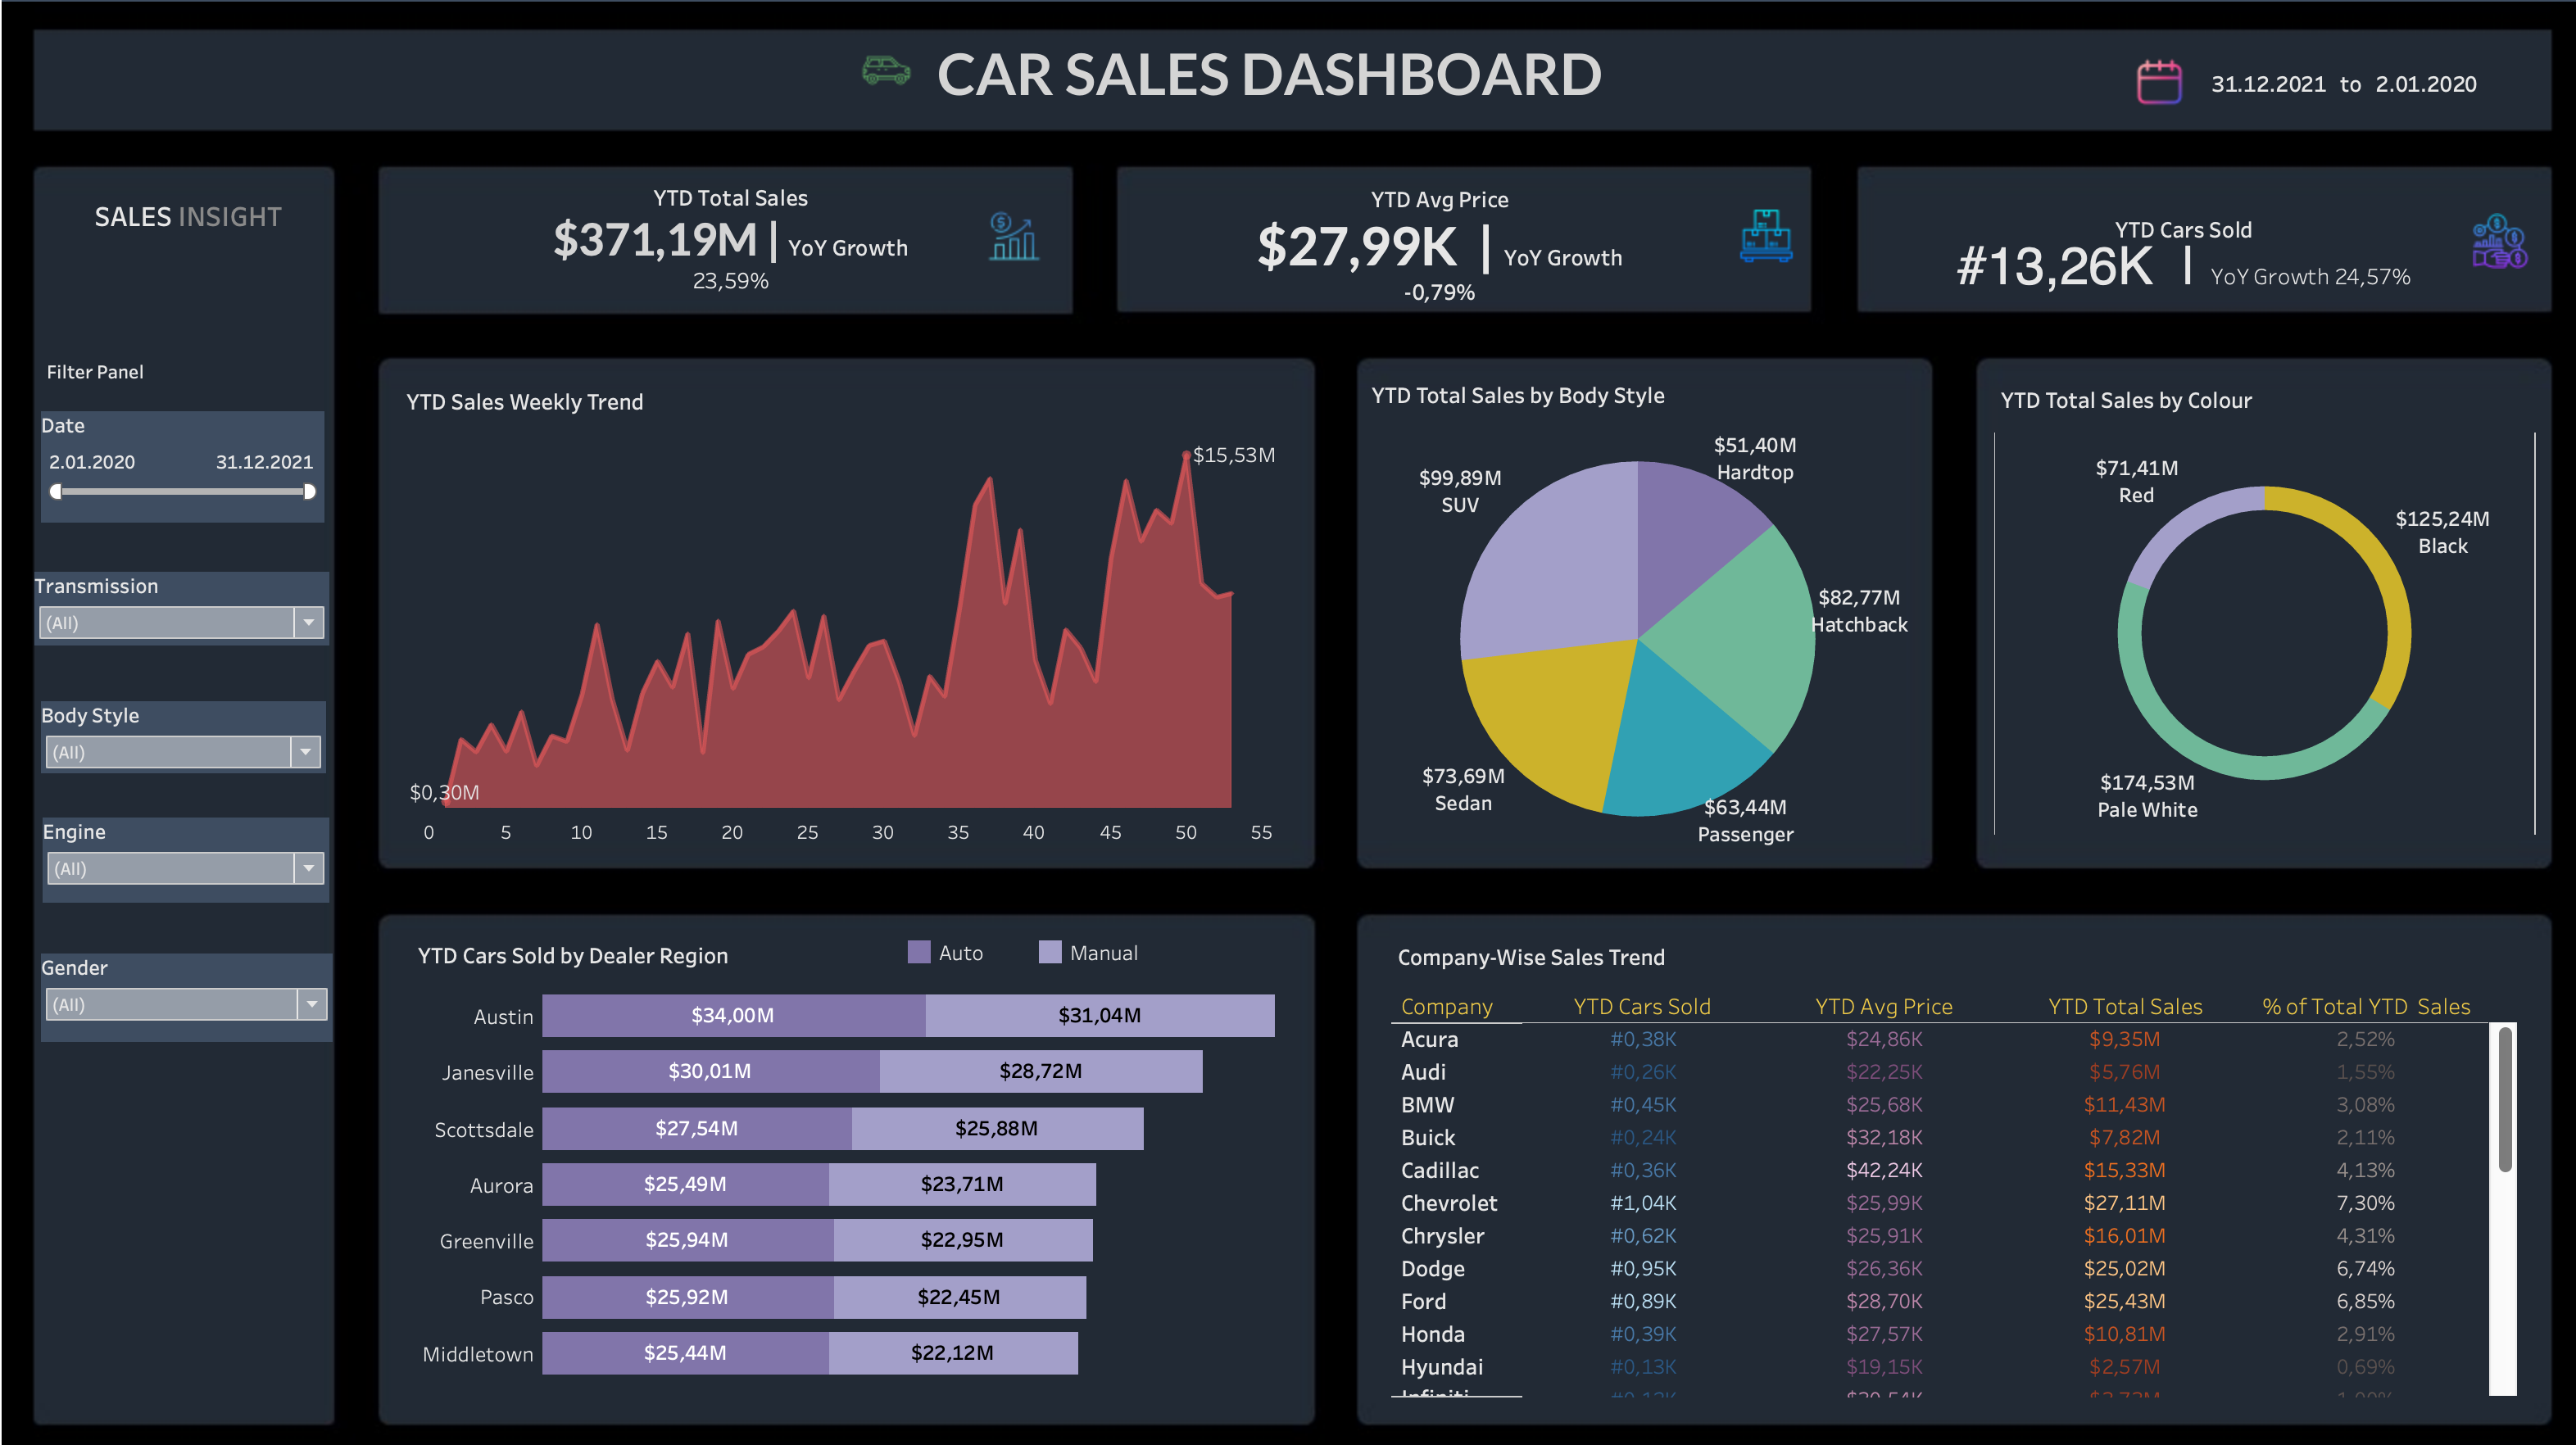 CAR SALES DASHBOARD
31.12.2021 to 2.01.2020
SALES INSIGHT
Filter Panel
Date
2.01.2020 31.12.2021
Transmission
(All)
Body Style
(All)
Engine
(All)
Gender
(All)
YTD Total Sales
$371,19M | YoY Growth
23,59%
YTD Avg Price
$27,99K | YoY Growth
-0,79%
YTD Cars Sold
#13,26K | YoY Growth 24,57%
YTD Sales Weekly Trend
$15,53M
$0,30M
0 5 10 15 20 25 30 35 40 45 50 55
YTD Total Sales by Body Style
$51,40M
Hardtop
$99,89M
SUV
$82,77M
Hatchback
$73,69M
Sedan
$63,44M
Passenger
YTD Total Sales by Colour
$71,41M
Red
$125,24M
Black
$174,53M
Pale White
YTD Cars Sold by Dealer Region
Auto Manual
Austin $34,00M $31,04M
Janesville $30,01M $28,72M
Scottsdale $27,54M $25,88M
Aurora $25,49M $23,71M
Greenville $25,94M $22,95M
Pasco $25,92M $22,45M
Middletown $25,44M $22,12M
Company-Wise Sales Trend
Company YTD Cars Sold YTD Avg Price YTD Total Sales % of Total YTD Sales
Acura #0,38K $24,86K $9,35M 2,52%
Audi #0,26K $22,25K $5,76M 1,55%
BMW #0,45K $25,68K $11,43M 3,08%
Buick #0,24K $32,18K $7,82M 2,11%
Cadillac #0,36K $42,24K $15,33M 4,13%
Chevrolet #1,04K $25,99K $27,11M 7,30%
Chrysler #0,62K $25,91K $16,01M 4,31%
Dodge #0,95K $26,36K $25,02M 6,74%
Ford #0,89K $28,70K $25,43M 6,85%
Honda #0,39K $27,57K $10,81M 2,91%
Hyundai #0,13K $19,15K $2,57M 0,69%
Infiniti